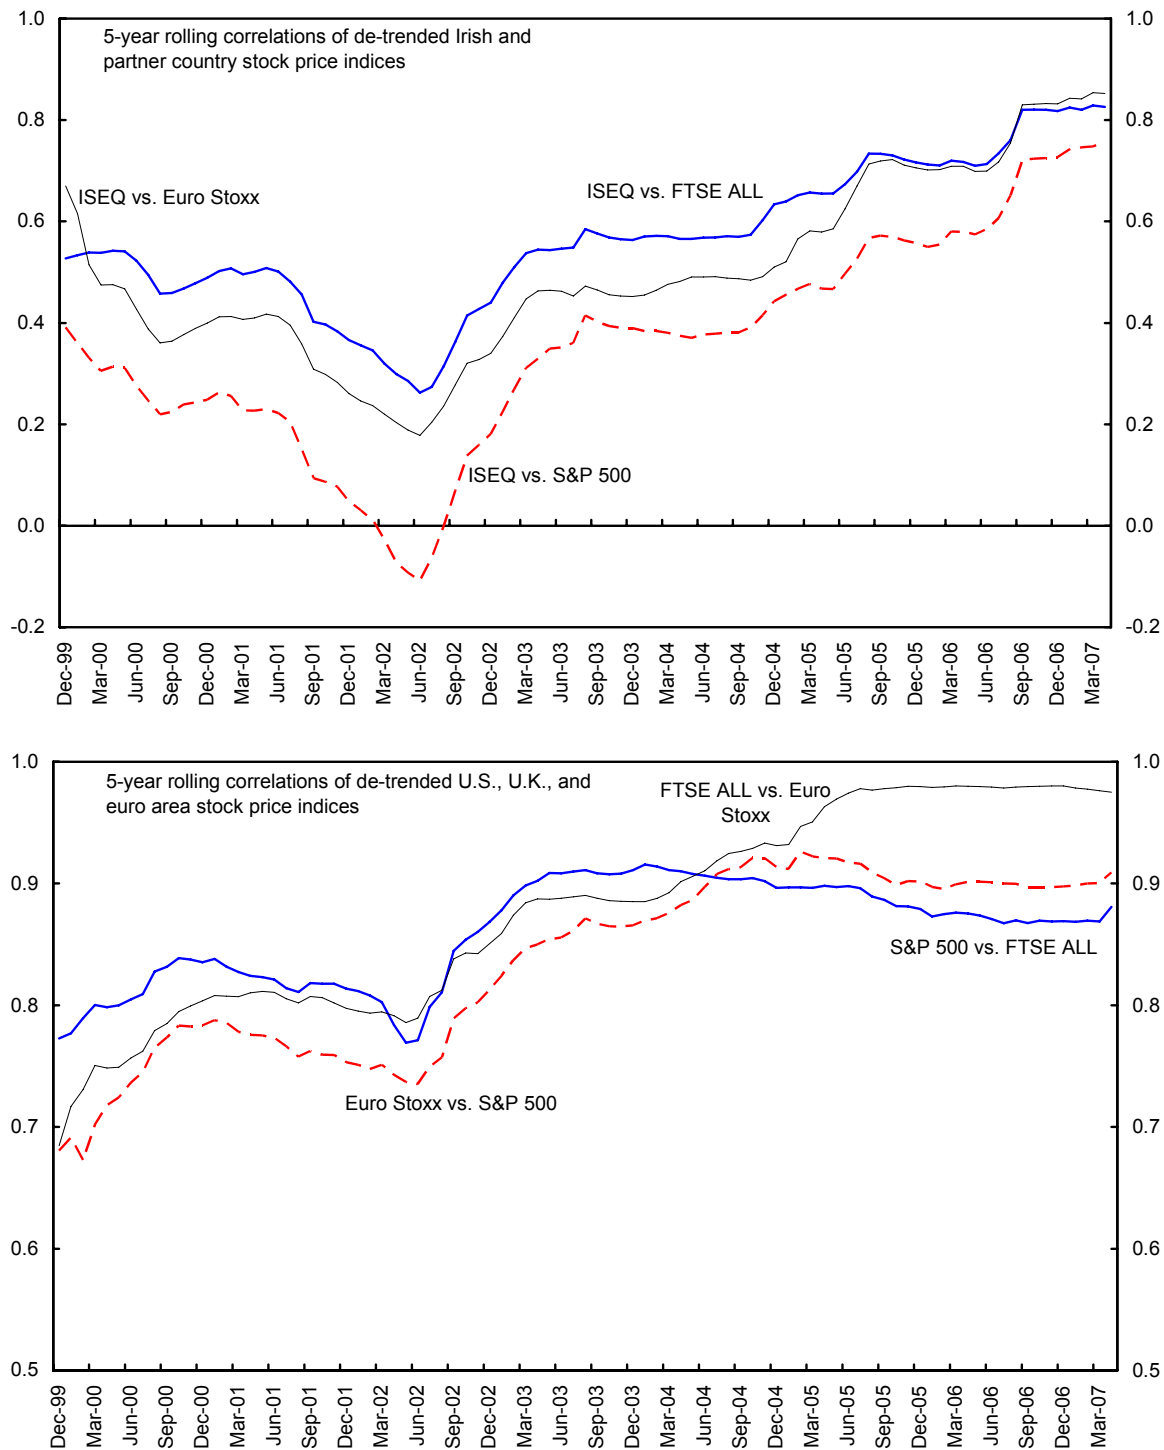 5-year rolling correlations of de-trended Irish and
partner country stock price indices
1.0 1.0
0.8 0.8
0.6 0.6
0.4 0.4
0.2 0.2
0.0 0.0
-0.2 -0.2
ISEQ vs. Euro Stoxx
ISEQ vs. FTSE ALL
ISEQ vs. S&P 500
Dec-99 Mar-00 Jun-00 Sep-00 Dec-00 Mar-01 Jun-01 Sep-01 Dec-01 Mar-02 Jun-02 Sep-02 Dec-02 Mar-03 Jun-03 Sep-03 Dec-03 Mar-04 Jun-04 Sep-04 Dec-04 Mar-05 Jun-05 Sep-05 Dec-05 Mar-06 Jun-06 Sep-06 Dec-06 Mar-07
5-year rolling correlations of de-trended U.S., U.K., and
euro area stock price indices
1.0 1.0
0.9 0.9
0.8 0.8
0.7 0.7
0.6 0.6
0.5 0.5
FTSE ALL vs. Euro
Stoxx
S&P 500 vs. FTSE ALL
Euro Stoxx vs. S&P 500
Dec-99 Mar-00 Jun-00 Sep-00 Dec-00 Mar-01 Jun-01 Sep-01 Dec-01 Mar-02 Jun-02 Sep-02 Dec-02 Mar-03 Jun-03 Sep-03 Dec-03 Mar-04 Jun-04 Sep-04 Dec-04 Mar-05 Jun-05 Sep-05 Dec-05 Mar-06 Jun-06 Sep-06 Dec-06 Mar-07